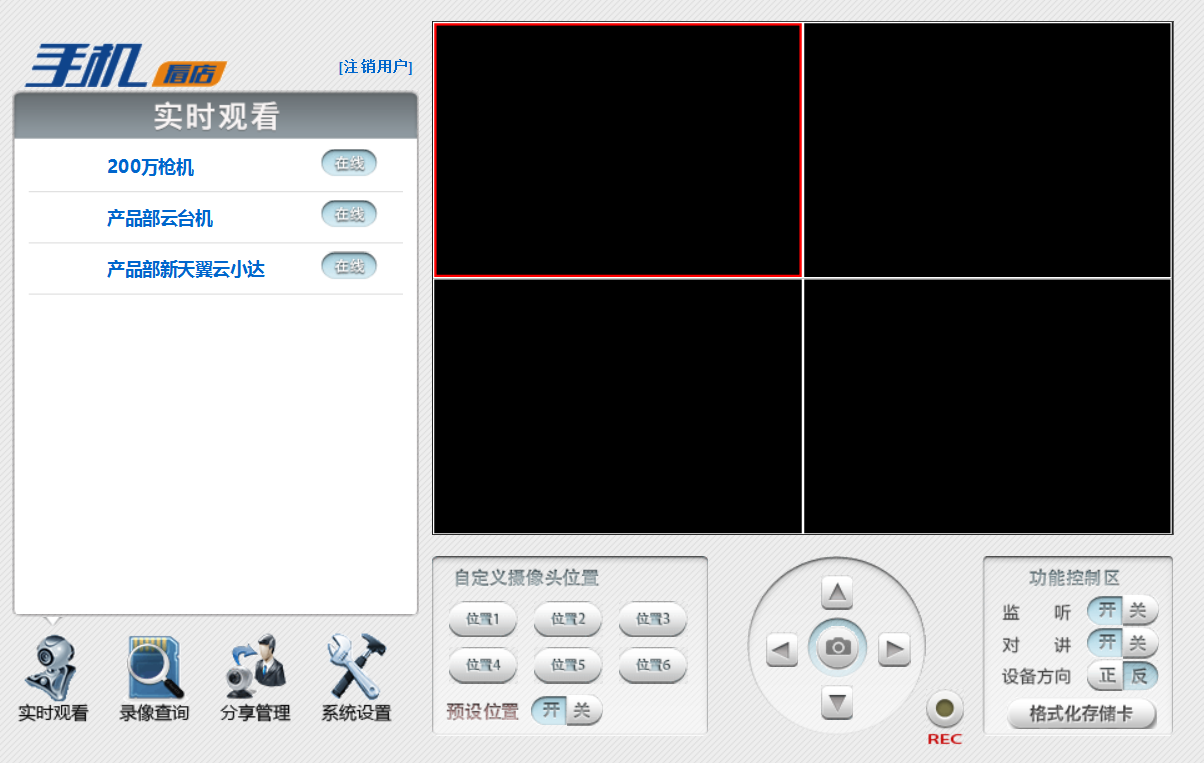 手机看店
[注销用户]
实时观看
200万枪机 在线
产品部云台机 在线
产品部新天翼云小达 在线
实时观看 录像查询 分享管理 系统设置
自定义摄像头位置
位置1 位置2 位置3
位置4 位置5 位置6
预设位置 开 关
REC
功能控制区
监 听 开 关
对 讲 开 关
设备方向 正 反
格式化存储卡